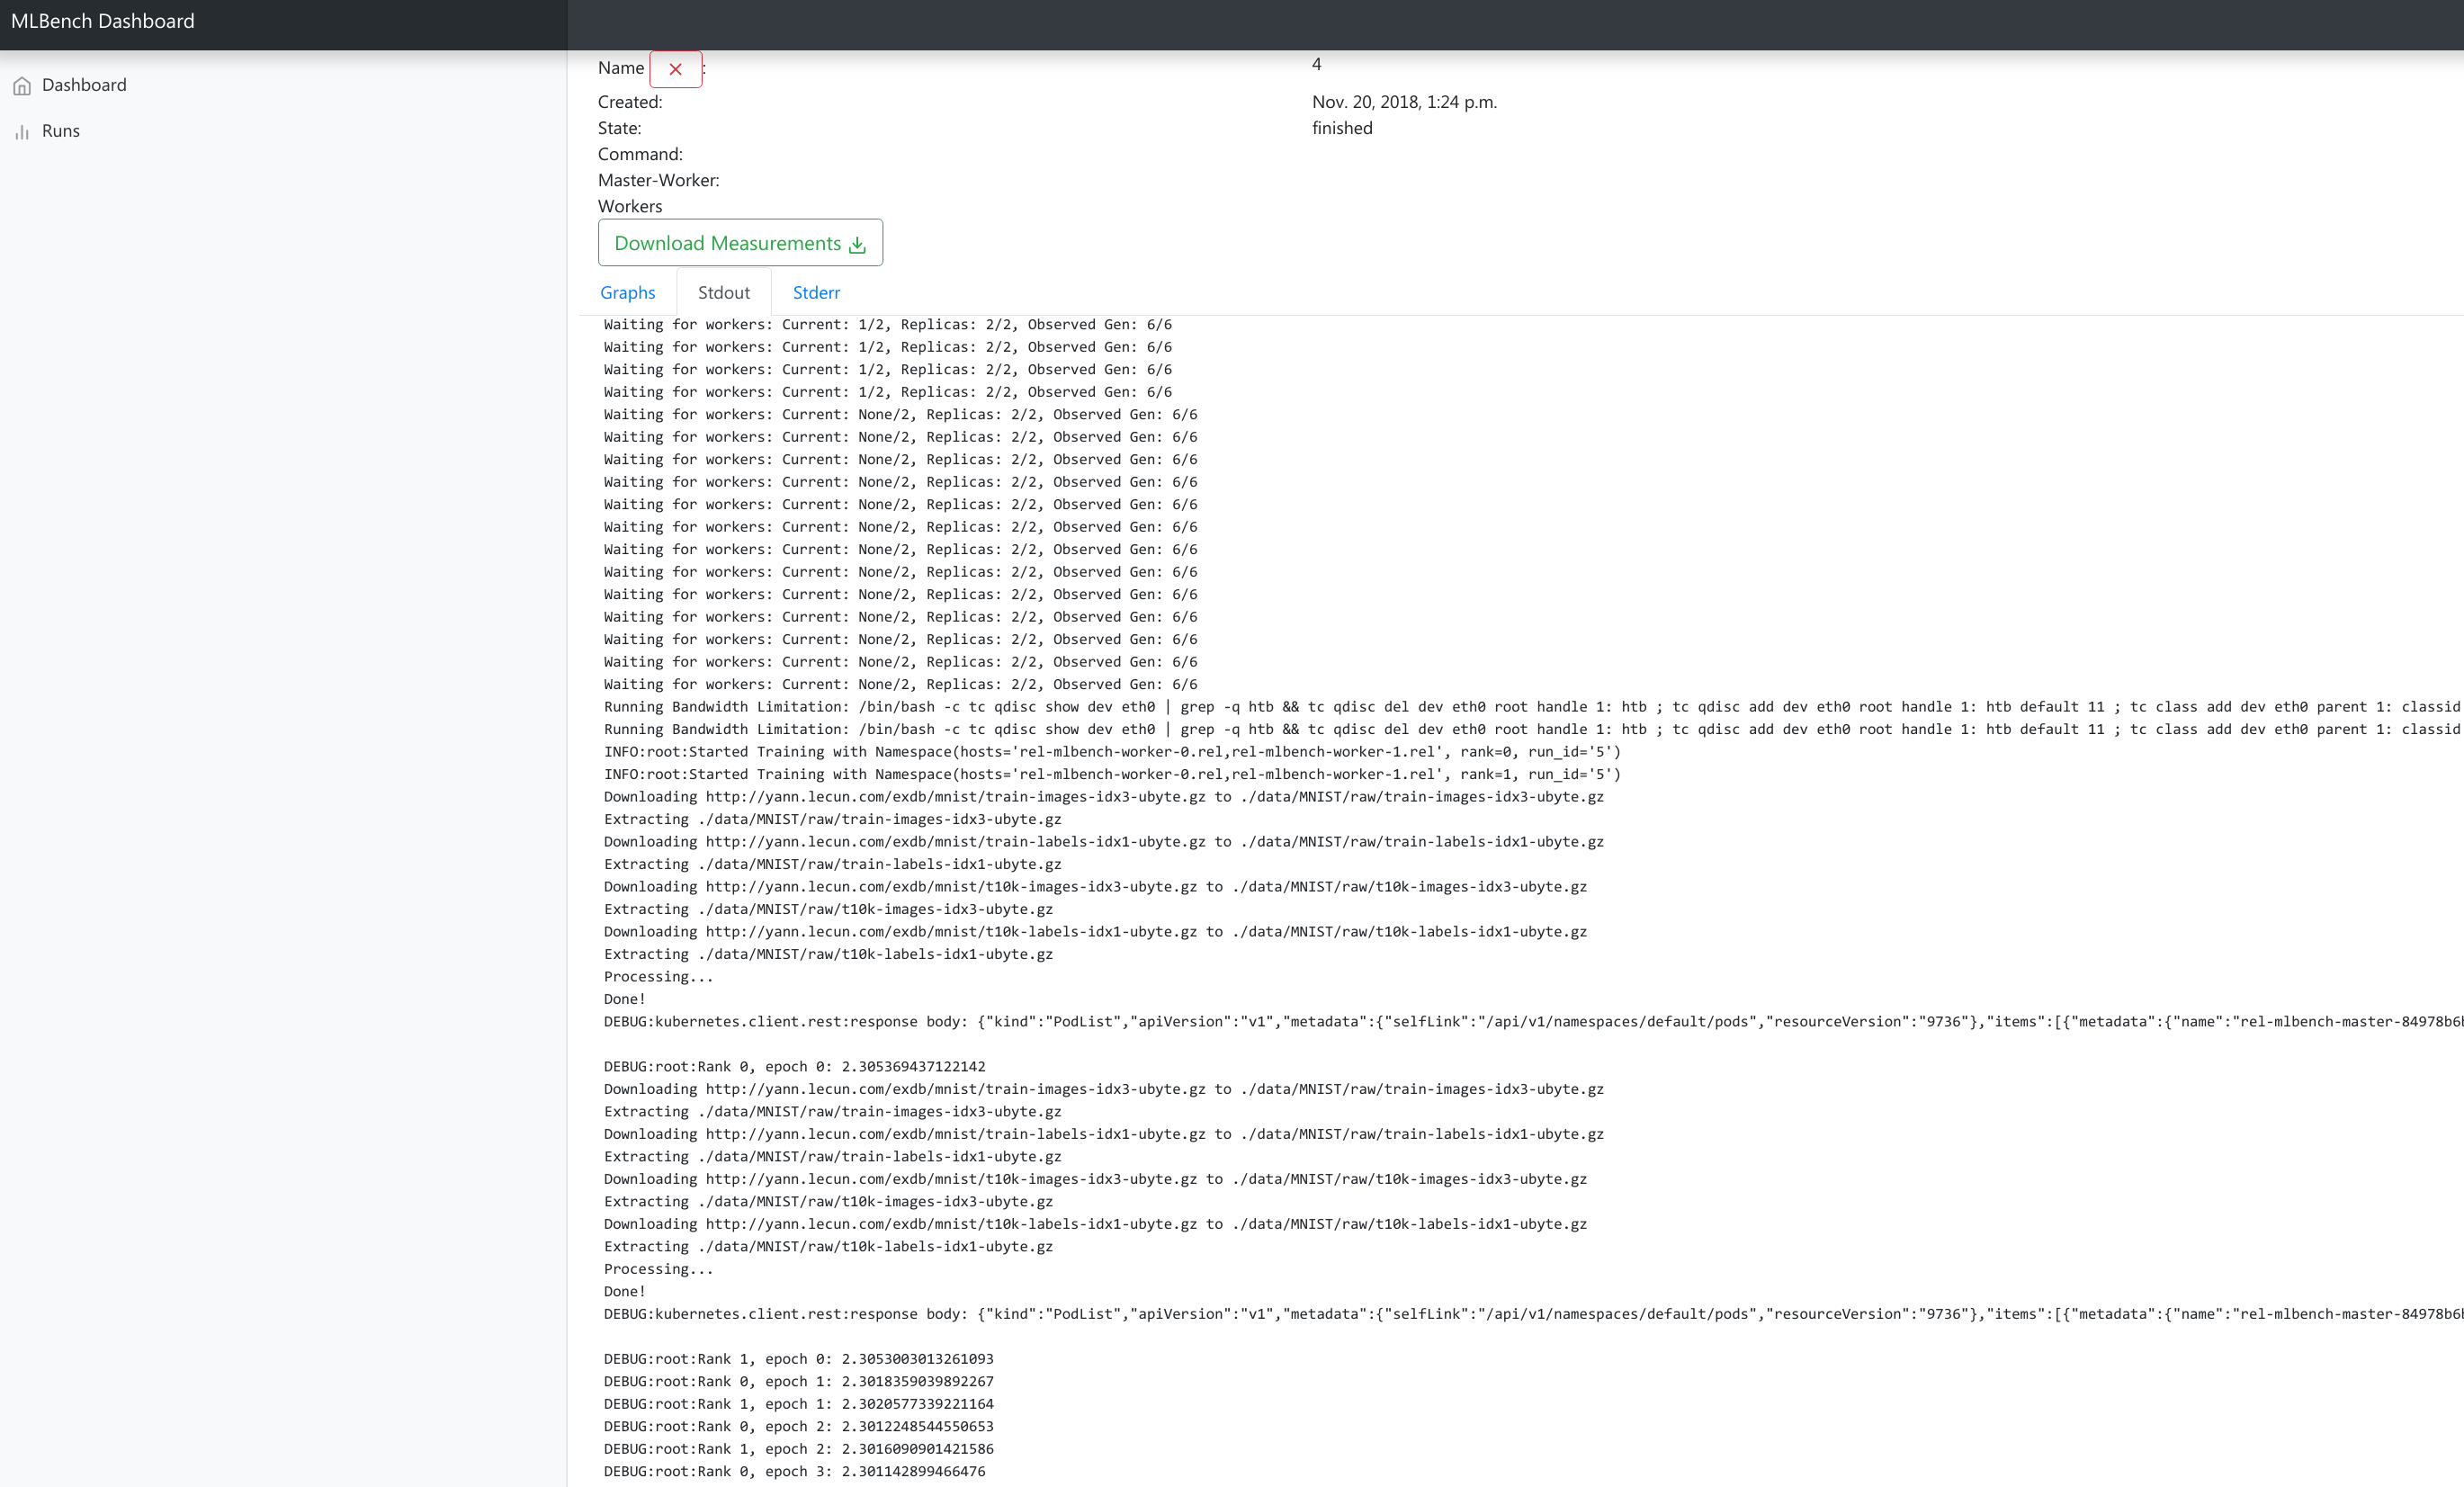 MLBench Dashboard
Dashboard
Runs
Name :
4
Created:
Nov. 20, 2018, 1:24 p.m.
State:
finished
Command:
Master-Worker:
Workers
Download Measurements
Graphs Stdout Stderr
Waiting for workers: Current: 1/2, Replicas: 2/2, Observed Gen: 6/6
Waiting for workers: Current: 1/2, Replicas: 2/2, Observed Gen: 6/6
Waiting for workers: Current: 1/2, Replicas: 2/2, Observed Gen: 6/6
Waiting for workers: Current: 1/2, Replicas: 2/2, Observed Gen: 6/6
Waiting for workers: Current: None/2, Replicas: 2/2, Observed Gen: 6/6
Waiting for workers: Current: None/2, Replicas: 2/2, Observed Gen: 6/6
Waiting for workers: Current: None/2, Replicas: 2/2, Observed Gen: 6/6
Waiting for workers: Current: None/2, Replicas: 2/2, Observed Gen: 6/6
Waiting for workers: Current: None/2, Replicas: 2/2, Observed Gen: 6/6
Waiting for workers: Current: None/2, Replicas: 2/2, Observed Gen: 6/6
Waiting for workers: Current: None/2, Replicas: 2/2, Observed Gen: 6/6
Waiting for workers: Current: None/2, Replicas: 2/2, Observed Gen: 6/6
Waiting for workers: Current: None/2, Replicas: 2/2, Observed Gen: 6/6
Waiting for workers: Current: None/2, Replicas: 2/2, Observed Gen: 6/6
Waiting for workers: Current: None/2, Replicas: 2/2, Observed Gen: 6/6
Waiting for workers: Current: None/2, Replicas: 2/2, Observed Gen: 6/6
Waiting for workers: Current: None/2, Replicas: 2/2, Observed Gen: 6/6
Running Bandwidth Limitation: /bin/bash -c tc qdisc show dev eth0 | grep -q htb && tc qdisc del dev eth0 root handle 1: htb ; tc qdisc add dev eth0 root handle 1: htb default 11 ; tc class add dev eth0 parent 1: classid
Running Bandwidth Limitation: /bin/bash -c tc qdisc show dev eth0 | grep -q htb && tc qdisc del dev eth0 root handle 1: htb ; tc qdisc add dev eth0 root handle 1: htb default 11 ; tc class add dev eth0 parent 1: classid
INFO:root:Started Training with Namespace(hosts='rel-mlbench-worker-0.rel,rel-mlbench-worker-1.rel', rank=0, run_id='5')
INFO:root:Started Training with Namespace(hosts='rel-mlbench-worker-0.rel,rel-mlbench-worker-1.rel', rank=1, run_id='5')
Downloading http://yann.lecun.com/exdb/mnist/train-images-idx3-ubyte.gz to ./data/MNIST/raw/train-images-idx3-ubyte.gz
Extracting ./data/MNIST/raw/train-images-idx3-ubyte.gz
Downloading http://yann.lecun.com/exdb/mnist/train-labels-idx1-ubyte.gz to ./data/MNIST/raw/train-labels-idx1-ubyte.gz
Extracting ./data/MNIST/raw/train-labels-idx1-ubyte.gz
Downloading http://yann.lecun.com/exdb/mnist/t10k-images-idx3-ubyte.gz to ./data/MNIST/raw/t10k-images-idx3-ubyte.gz
Extracting ./data/MNIST/raw/t10k-images-idx3-ubyte.gz
Downloading http://yann.lecun.com/exdb/mnist/t10k-labels-idx1-ubyte.gz to ./data/MNIST/raw/t10k-labels-idx1-ubyte.gz
Extracting ./data/MNIST/raw/t10k-labels-idx1-ubyte.gz
Processing...
Done!
DEBUG:kubernetes.client.rest:response body: {"kind":"PodList","apiVersion":"v1","metadata":{"selfLink":"/api/v1/namespaces/default/pods","resourceVersion":"9736"},"items":[{"metadata":{"name":"rel-mlbench-master-84978b6
DEBUG:root:Rank 0, epoch 0: 2.305369437122142
Downloading http://yann.lecun.com/exdb/mnist/train-images-idx3-ubyte.gz to ./data/MNIST/raw/train-images-idx3-ubyte.gz
Extracting ./data/MNIST/raw/train-images-idx3-ubyte.gz
Downloading http://yann.lecun.com/exdb/mnist/train-labels-idx1-ubyte.gz to ./data/MNIST/raw/train-labels-idx1-ubyte.gz
Extracting ./data/MNIST/raw/train-labels-idx1-ubyte.gz
Downloading http://yann.lecun.com/exdb/mnist/t10k-images-idx3-ubyte.gz to ./data/MNIST/raw/t10k-images-idx3-ubyte.gz
Extracting ./data/MNIST/raw/t10k-images-idx3-ubyte.gz
Downloading http://yann.lecun.com/exdb/mnist/t10k-labels-idx1-ubyte.gz to ./data/MNIST/raw/t10k-labels-idx1-ubyte.gz
Extracting ./data/MNIST/raw/t10k-labels-idx1-ubyte.gz
Processing...
Done!
DEBUG:kubernetes.client.rest:response body: {"kind":"PodList","apiVersion":"v1","metadata":{"selfLink":"/api/v1/namespaces/default/pods","resourceVersion":"9736"},"items":[{"metadata":{"name":"rel-mlbench-master-84978b6
DEBUG:root:Rank 1, epoch 0: 2.3053003013261093
DEBUG:root:Rank 0, epoch 1: 2.3018359039892267
DEBUG:root:Rank 1, epoch 1: 2.3020577339221164
DEBUG:root:Rank 0, epoch 2: 2.3012248544550653
DEBUG:root:Rank 1, epoch 2: 2.3016090901421586
DEBUG:root:Rank 0, epoch 3: 2.301142899466476